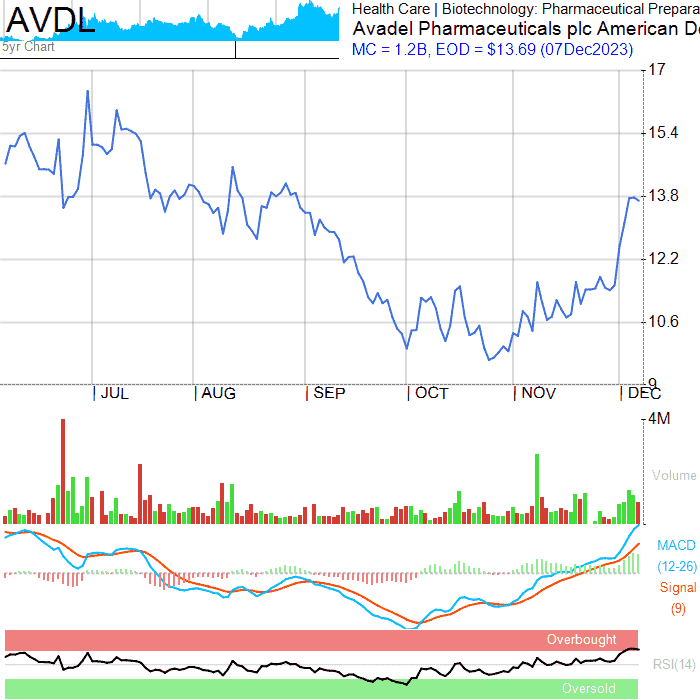 AVDL
5yr Chart
Health Care | Biotechnology: Pharmaceutical Prepara
Avadel Pharmaceuticals plc American De
MC = 1.2B, EOD = $13.69 (07Dec2023)
17
15.4
13.8
12.2
10.6
9
JUL
AUG
SEP
OCT
NOV
DEC
4M
Volume
MACD
(12-26)
Signal
(9)
Overbought
RSI(14)
Oversold